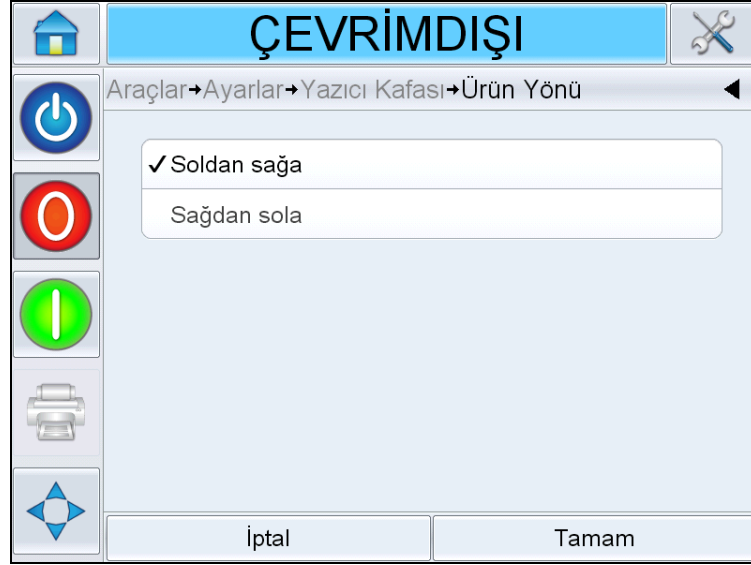 ÇEVRİMDIŞI
Araçlar→Ayarlar→Yazıcı Kafası→Ürün Yönü
✓Soldan sağa
Sağdan sola
İptal
Tamam